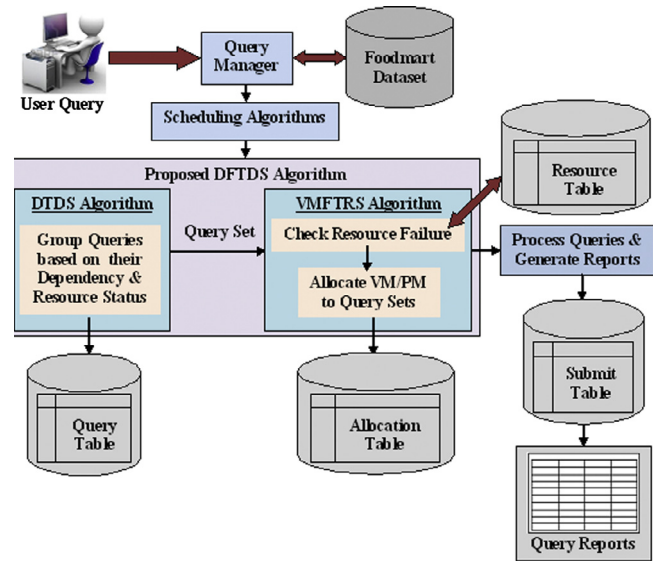 Query
Manager
Foodmart
Dataset
User Query
Scheduling Algorithms
Proposed DFTDS Algorithm
Resource
Table
DTDS Algorithm
Group Queries
based on their
Dependency &
Resource Status
Query Set
VMFTRS Algorithm
Check Resource Failure
Allocate VM/PM
to Query Sets
Process Queries &
Generate Reports
Query
Table
Allocation
Table
Submit
Table
Query Reports